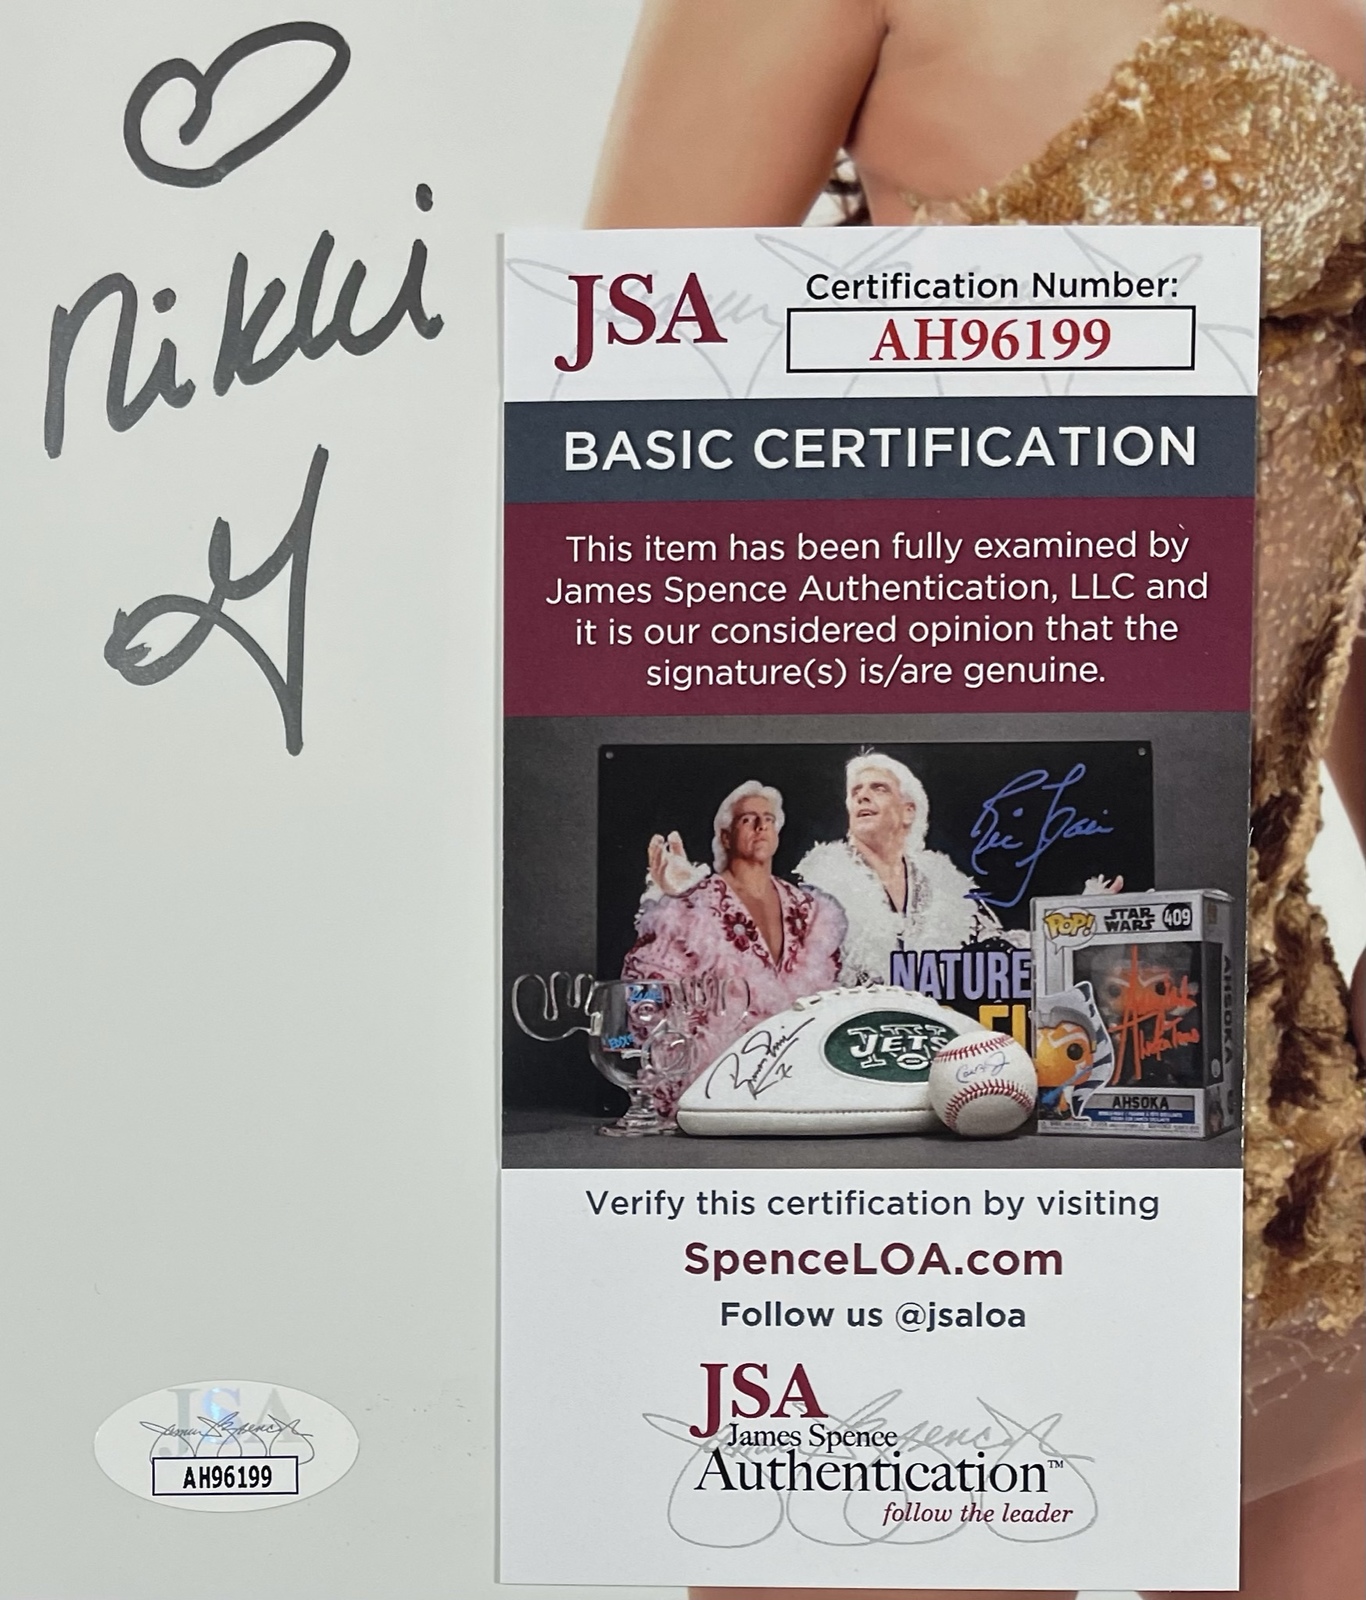 Nikki
G
JSA
Certification Number:
AH96199
BASIC CERTIFICATION
This item has been fully examined by
James Spence Authentication, LLC and
it is our considered opinion that the
signature(s) is/are genuine.
Ric Flair
POP!
STAR
WARS
409
NATURE
JETS
AHSOKA
AHSOKA
Verify this certification by visiting
SpenceLOA.com
Follow us @jsaloa
JSA
James Spence
Authentication™
follow the leader
JSA
AH96199